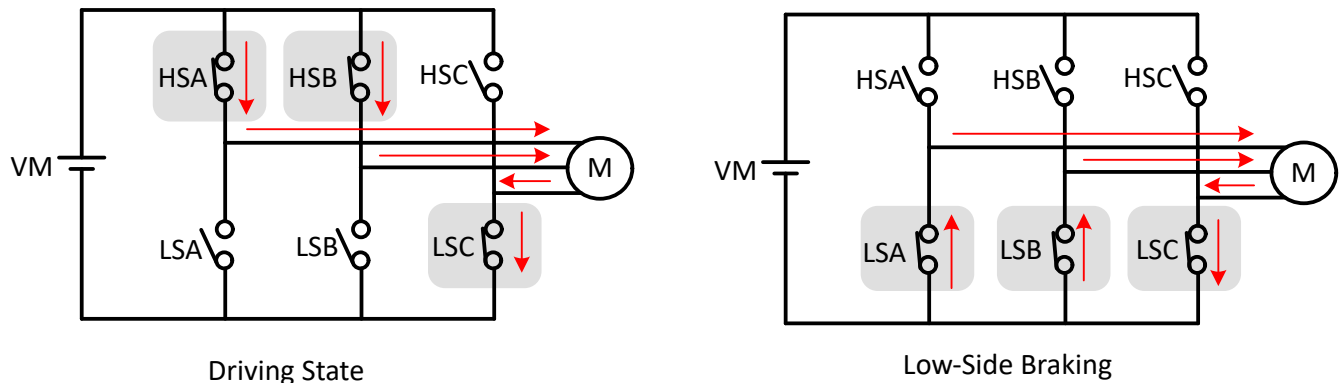 HSA HSB HSC
VM
M
LSA LSB LSC
Driving State
HSA HSB HSC
VM
M
LSA LSB LSC
Low-Side Braking